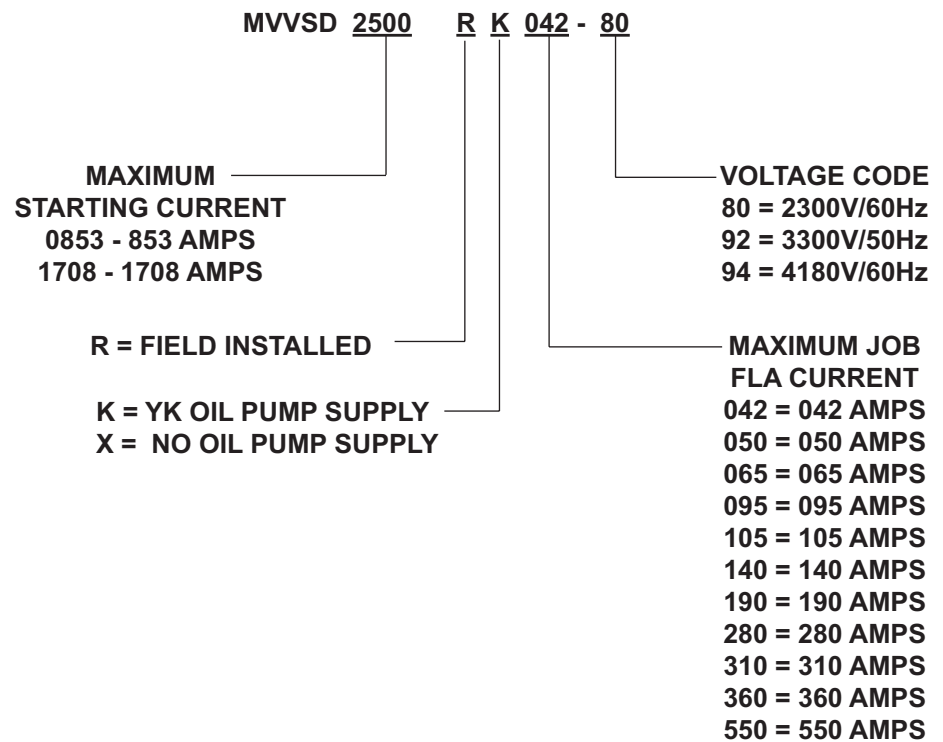 MVVSD 2500 R K 042 - 80
MAXIMUM
STARTING CURRENT
0853 - 853 AMPS
1708 - 1708 AMPS
R = FIELD INSTALLED
K = YK OIL PUMP SUPPLY
X = NO OIL PUMP SUPPLY
VOLTAGE CODE
80 = 2300V/60Hz
92 = 3300V/50Hz
94 = 4180V/60Hz
MAXIMUM JOB
FLA CURRENT
042 = 042 AMPS
050 = 050 AMPS
065 = 065 AMPS
095 = 095 AMPS
105 = 105 AMPS
140 = 140 AMPS
190 = 190 AMPS
280 = 280 AMPS
310 = 310 AMPS
360 = 360 AMPS
550 = 550 AMPS